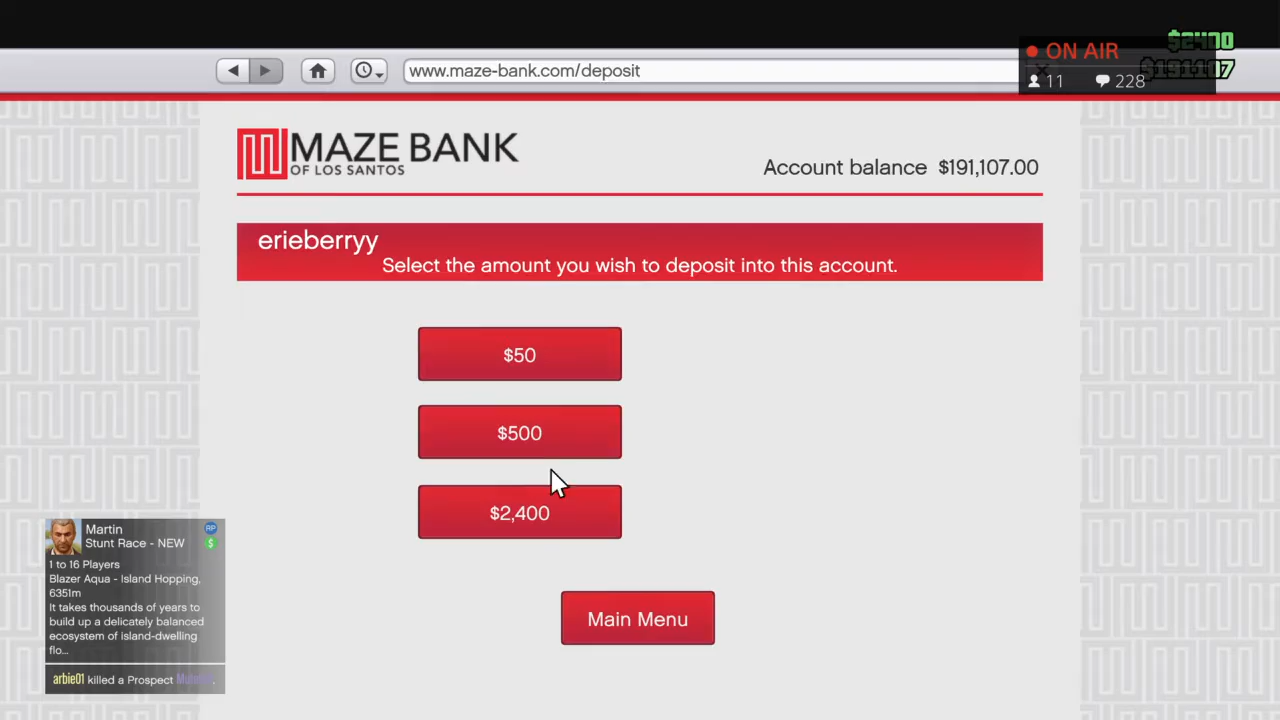 $2400
ON AIR
$191107
11 228
www.maze-bank.com/deposit
MAZE BANK
OF LOS SANTOS
Account balance $191,107.00
erieberryy
Select the amount you wish to deposit into this account.
$50
$500
$2,400
Main Menu
Martin
RP
Stunt Race - NEW
$
1 to 16 Players
Blazer Aqua - Island Hopping,
6351m
It takes thousands of years to
build up a delicately balanced
ecosystem of island-dwelling
flo...
arbie01 killed a Prospect